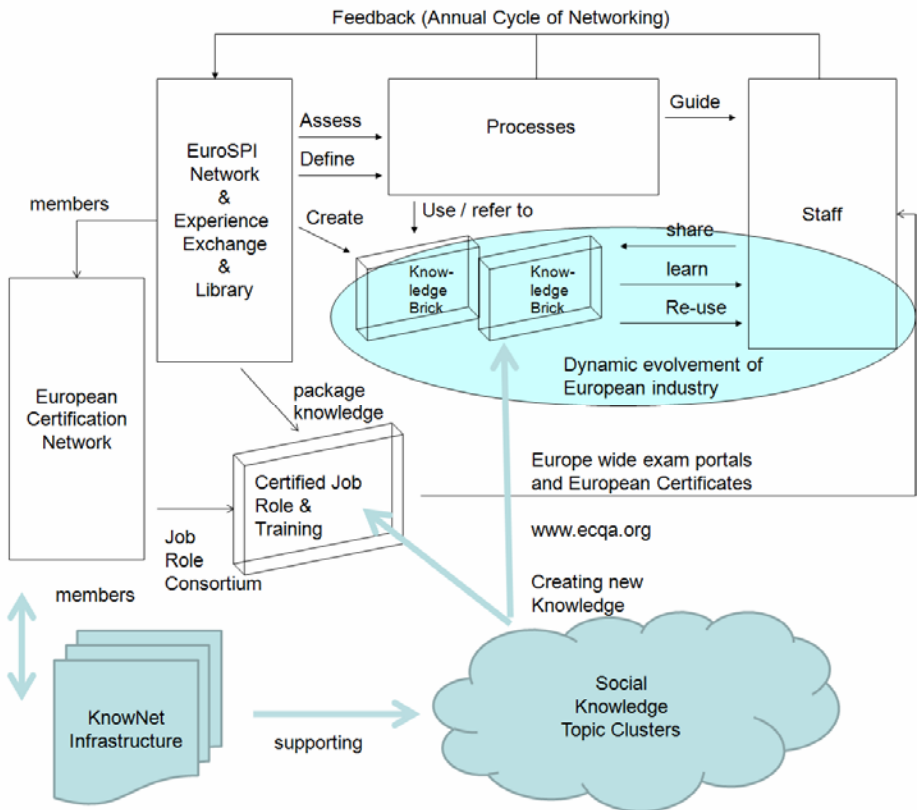 Feedback (Annual Cycle of Networking)
EuroSPI
Network
&
Experience
Exchange
&
Library
Assess
Define
Processes
Guide
Staff
members
Create
Use / refer to
share
learn
Re-use
Know-
ledge
Brick
Know-
ledge
Brick
Dynamic evolvement of
European industry
European
Certification
Network
package
knowledge
Certified Job
Role &
Training
Europe wide exam portals
and European Certificates
www.ecqa.org
Job
Role
Consortium
Creating new
Knowledge
members
KnowNet
Infrastructure
supporting
Social
Knowledge
Topic Clusters